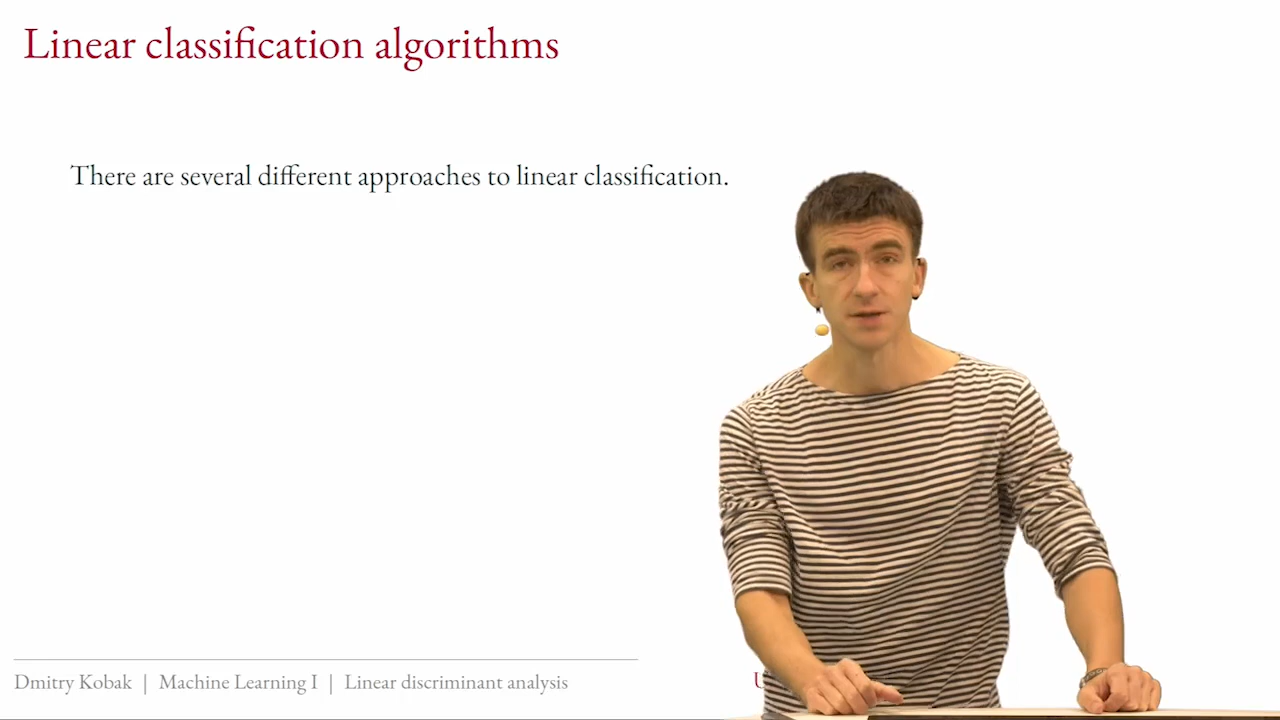 Linear classification algorithms
There are several different approaches to linear classification.
Dmitry Kobak | Machine Learning I | Linear discriminant analysis